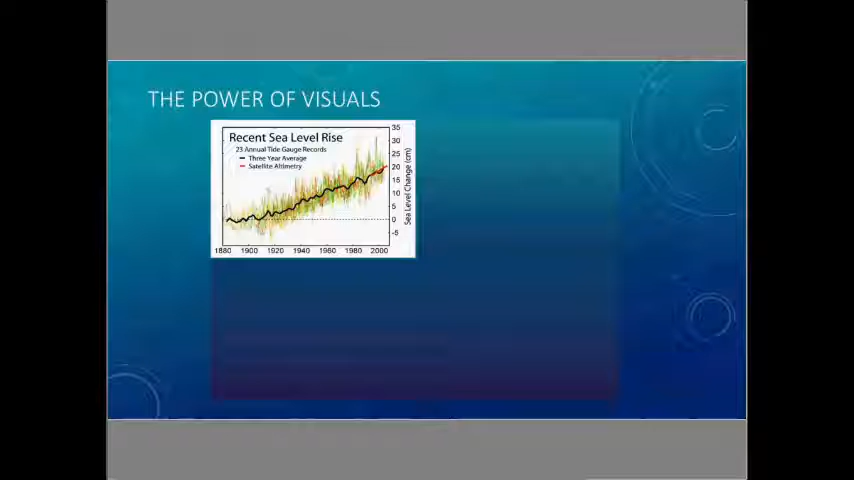 THE POWER OF VISUALS
Recent Sea Level Rise
23 Annual Tide Gauge Records
Three Year Average
Satellite Altimetry
35
30
25
20
15
10
5
0
-5
Sea Level Change (cm)
1880 1900 1920 1940 1960 1980 2000